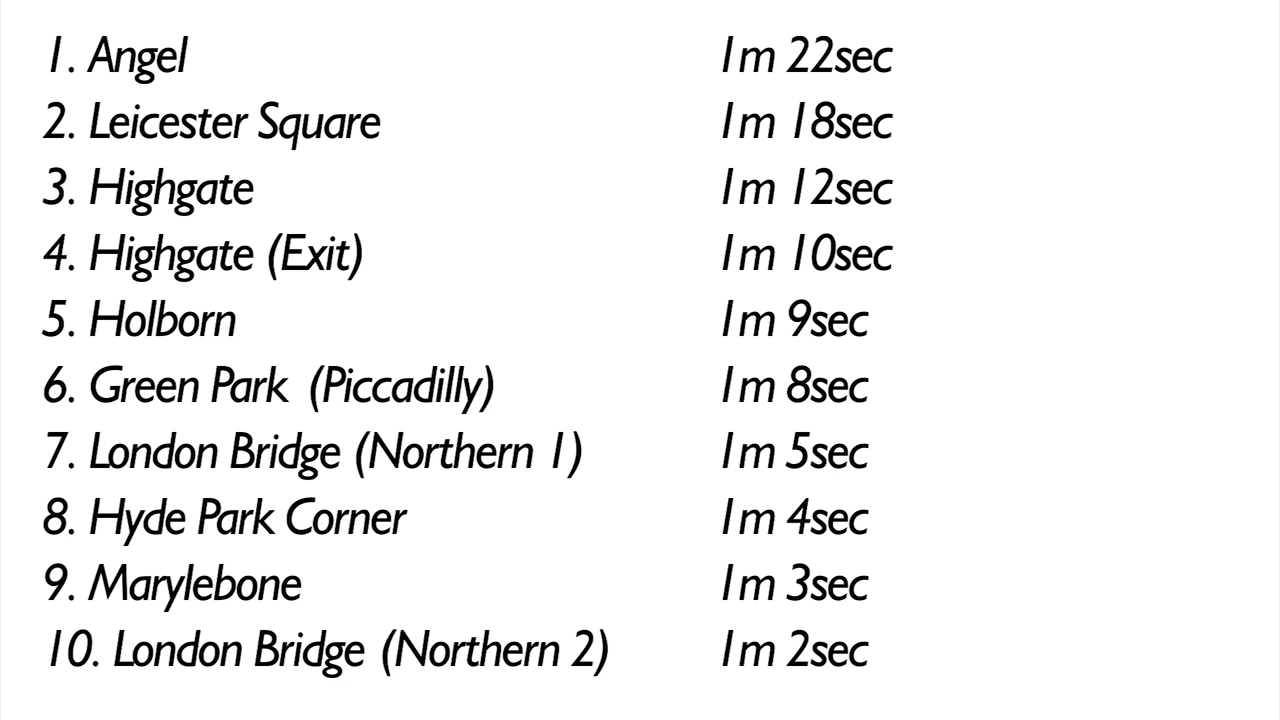 1. Angel 1m 22sec
2. Leicester Square 1m 18sec
3. Highgate 1m 12sec
4. Highgate (Exit) 1m 10sec
5. Holborn 1m 9sec
6. Green Park (Piccadilly) 1m 8sec
7. London Bridge (Northern 1) 1m 5sec
8. Hyde Park Corner 1m 4sec
9. Marylebone 1m 3sec
10. London Bridge (Northern 2) 1m 2sec